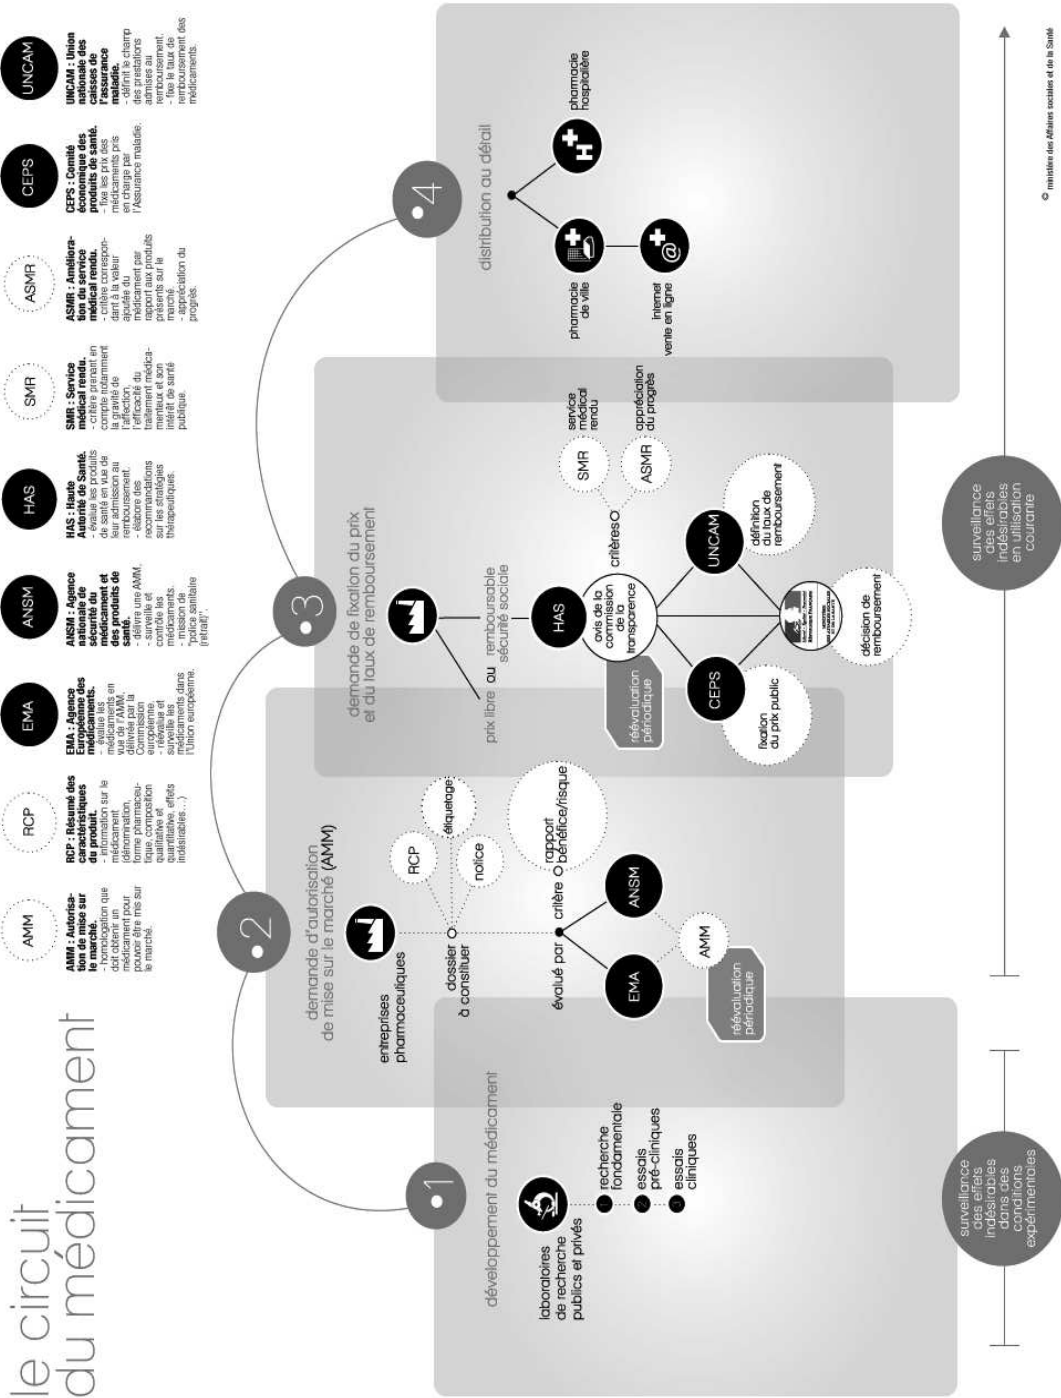 le circuit
du médicament
AMM
AMM : Autorisa-
tion de mise sur
le marché.
- homologation que
doit obtenir un
médicament pour
pouvoir être mis sur
le marché.
RCP
RCP : Résumé des
caractéristiques
du produit.
- information sur le
médicament
(dénomination,
forme pharmaceu-
tique, composition
qualitative et
quantitative, effets
indésirables…)
EMA
EMA : Agence
Européenne des
médicaments.
- évalue les
médicaments en
vue de l'AMM,
délivrée par la
Commission
européenne.
- réévalue et
surveille les
médicaments dans
l'Union européenne.
ANSM
ANSM : Agence
nationale de
sécurité du
médicament et
des produits de
santé.
- délivre une AMM.
- surveille et
contrôle les
médicaments.
- mission de
"police sanitaire
(retrait)".
HAS
HAS : Haute
Autorité de Santé.
- évalue les produits
de santé en vue de
leur admission au
remboursement.
- élabore des
recommandations
sur les stratégies
thérapeutiques.
SMR
SMR : Service
médical rendu.
- critère prenant en
compte notamment
la gravité de
l'affection,
l'efficacité du
traitement médica-
menteux et son
intérêt de santé
publique.
ASMR
ASMR : Améliora-
tion du service
médical rendu.
- critère correspon-
dant à la valeur
ajoutée du
médicament par
rapport aux produits
présents sur le
marché.
- appréciation du
progrès.
CEPS
CEPS : Comité
économique des
produits de santé.
- fixe les prix des
médicaments pris
en charge par
l'Assurance maladie.
UNCAM
UNCAM : Union
nationale des
caisses de
l'assurance
maladie.
- définit le champ
des prestations
admises au
remboursement.
- fixe le taux de
remboursement des
médicaments.
•1
développement du médicament
laboratoires
de recherche
publics et privés
1 recherche
fondamentale
2 essais
pré-cliniques
3 essais
cliniques
•2
demande d'autorisation
de mise sur le marché (AMM)
entreprises
pharmaceutiques
dossier
à constituer
RCP
étiquetage
notice
évalué par
critère
rapport
bénéfice/risque
EMA
ANSM
AMM
réévaluation
périodique
•3
demande de fixation du prix
et du taux de remboursement
prix libre ou remboursable
sécurité sociale
HAS
avis de la
commission
de la
transparence
réévaluation
périodique
critères
SMR
service
médical
rendu
ASMR
appréciation
du progrès
CEPS
fixation
du prix public
UNCAM
définition
du taux de
remboursement
décision de
remboursement
•4
distribution au détail
pharmacie
de ville
H
pharmacie
hospitalière
@
internet
vente en ligne
surveillance
des effets
indésirables
dans des
conditions
expérimentales
surveillance
des effets
indésirables
en utilisation
courante
© ministère des Affaires sociales et de la Santé